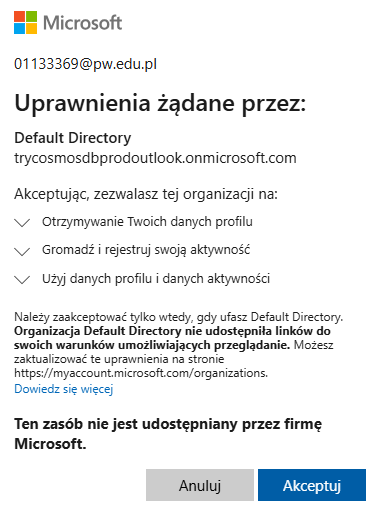 Microsoft
01133369@pw.edu.pl
Uprawnienia żądane przez:
Default Directory
trycosmosdbprodoutlook.onmicrosoft.com
Akceptując, zezwalasz tej organizacji na:
Otrzymywanie Twoich danych profilu
Gromadź i rejestruj swoją aktywność
Użyj danych profilu i danych aktywności
Należy zaakceptować tylko wtedy, gdy ufasz Default Directory.
Organizacja Default Directory nie udostępniła linków do
swoich warunków umożliwiających przeglądanie. Możesz
zaktualizować te uprawnienia na stronie
https://myaccount.microsoft.com/organizations.
Dowiedz się więcej
Ten zasób nie jest udostępniany przez firmę
Microsoft.
Anuluj
Akceptuj